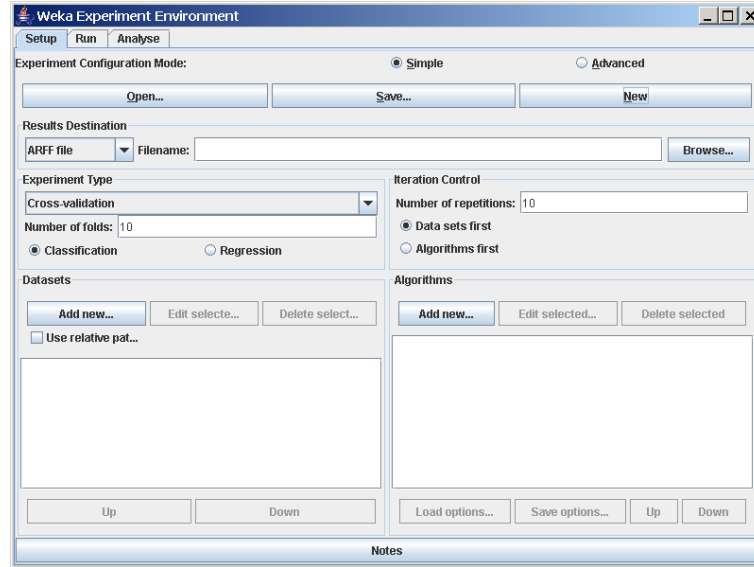 Weka Experiment Environment
Setup Run Analyse
Experiment Configuration Mode: Simple Advanced
Open... Save... New
Results Destination
ARFF file Filename: Browse...
Experiment Type
Cross-validation
Number of folds: 10
Classification Regression
Iteration Control
Number of repetitions: 10
Data sets first
Algorithms first
Datasets
Add new... Edit selecte... Delete select...
Use relative pat...
Up Down
Algorithms
Add new... Edit selected... Delete selected
Load options... Save options... Up Down
Notes